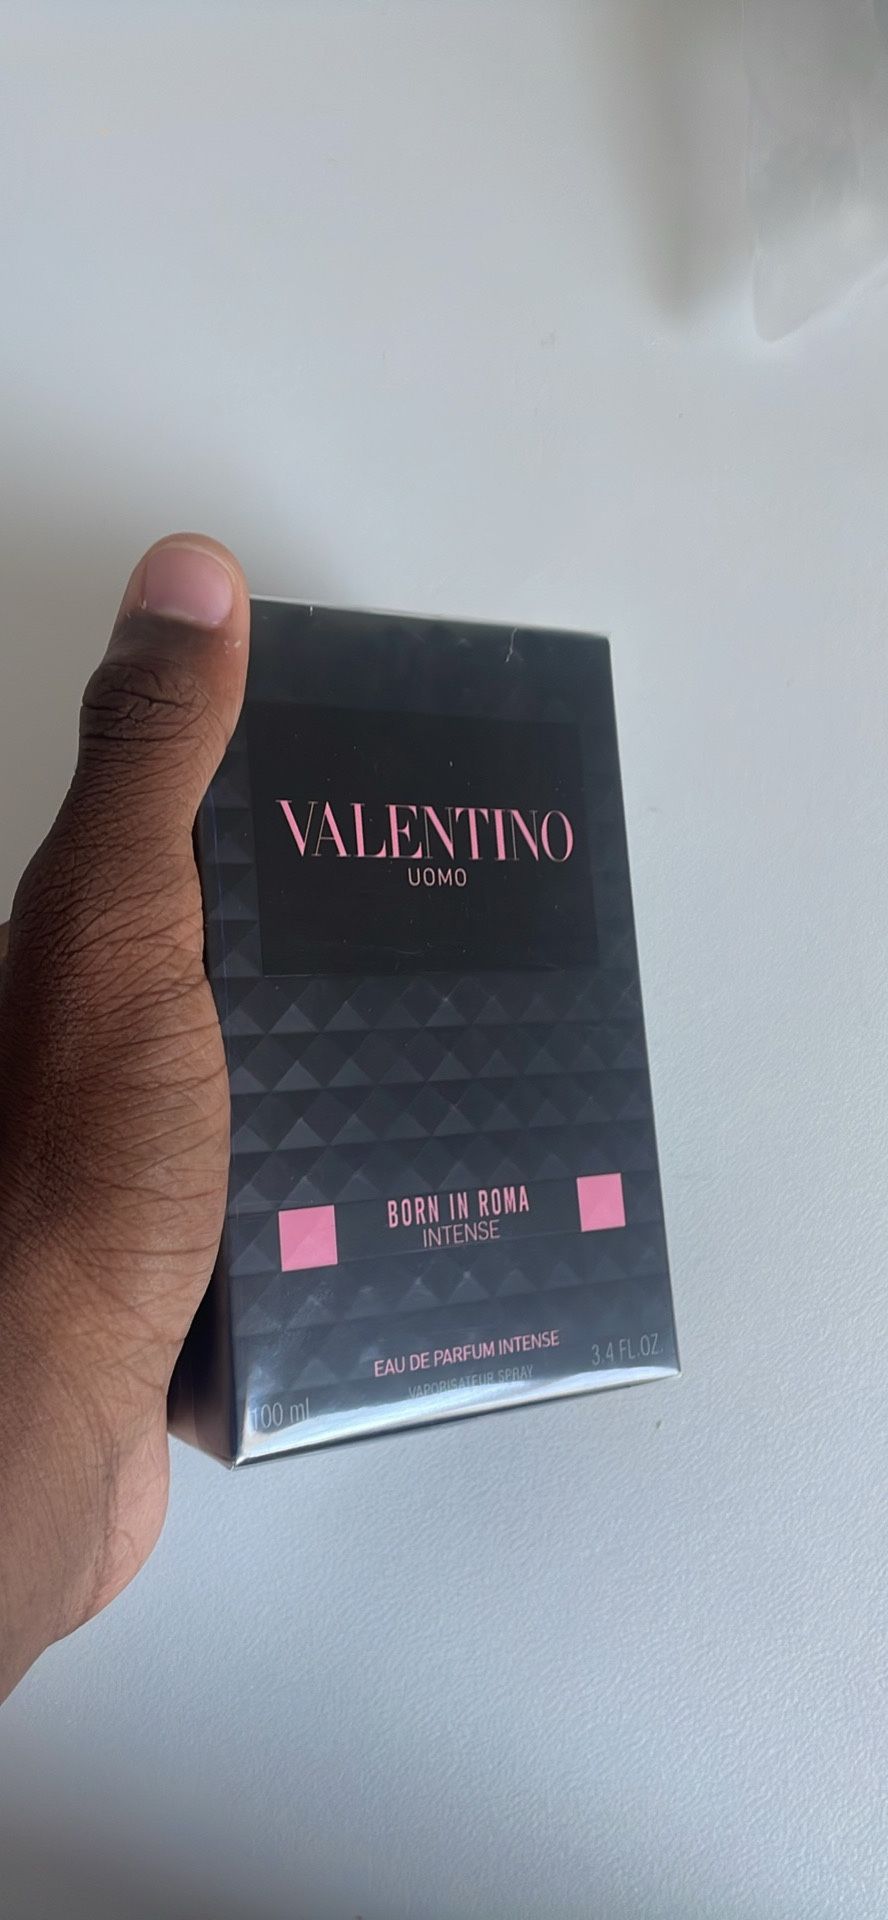 VALENTINO
UOMO
BORN IN ROMA
INTENSE
EAU DE PARFUM INTENSE
VAPORISATEUR SPRAY
100 ml
3.4 FL.OZ.